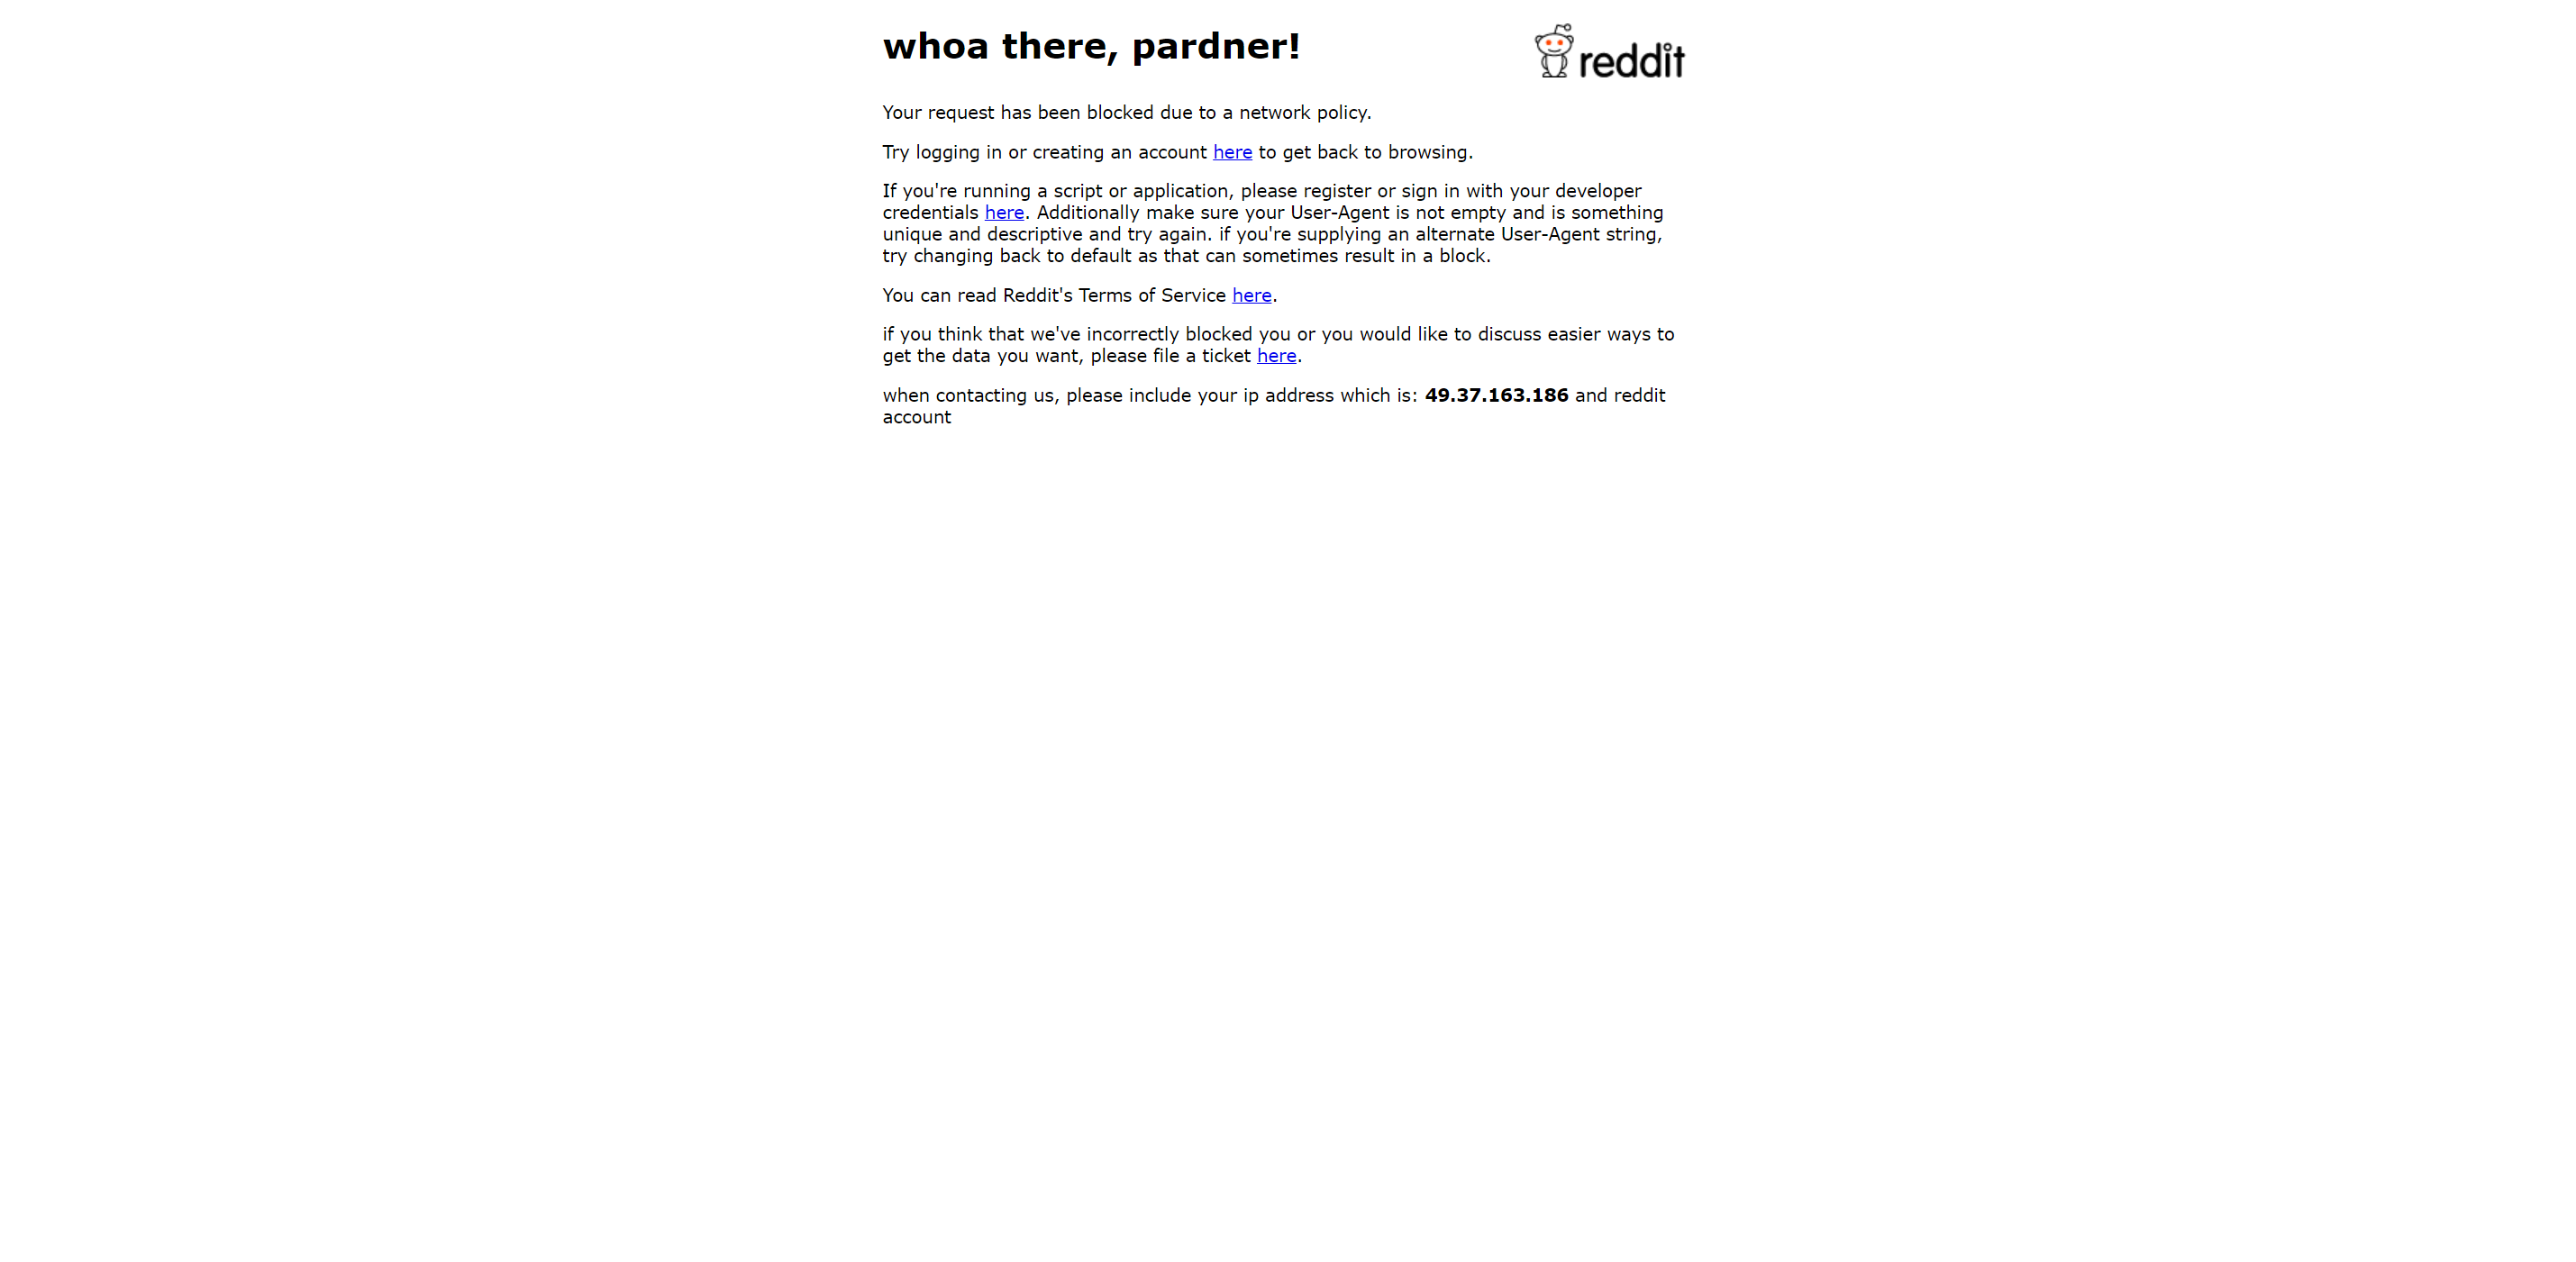 whoa there, pardner!
reddit
Your request has been blocked due to a network policy.
Try logging in or creating an account here to get back to browsing.
If you're running a script or application, please register or sign in with your developer
credentials here. Additionally make sure your User-Agent is not empty and is something
unique and descriptive and try again. if you're supplying an alternate User-Agent string,
try changing back to default as that can sometimes result in a block.
You can read Reddit's Terms of Service here.
if you think that we've incorrectly blocked you or you would like to discuss easier ways to
get the data you want, please file a ticket here.
when contacting us, please include your ip address which is: 49.37.163.186 and reddit
account